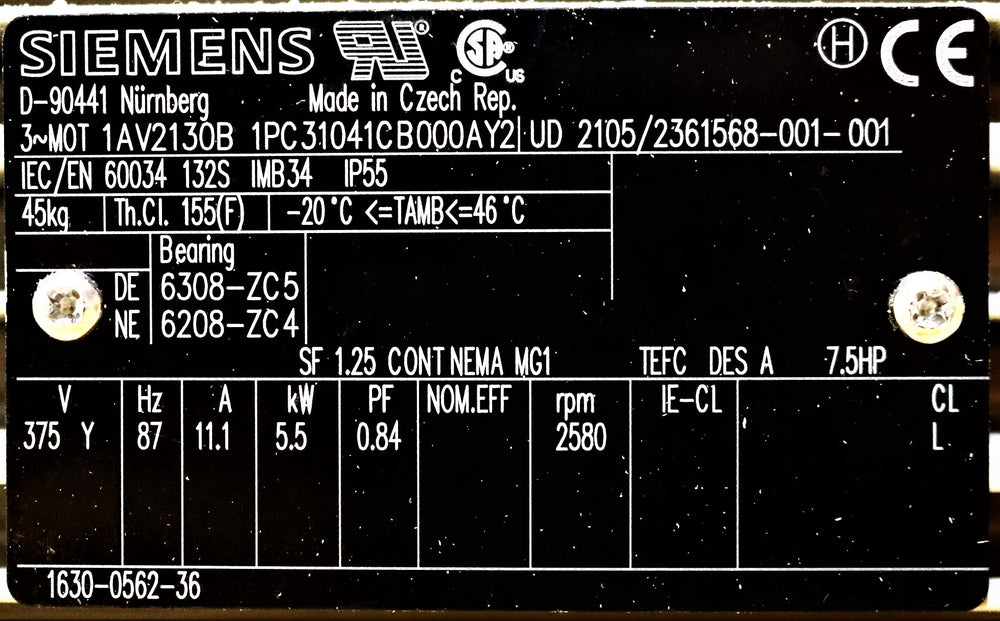 SIEMENS
D-90441 Nürnberg Made in Czech Rep.
3~MOT 1AV2130B 1PC31041CB000AY2 UD 2105/2361568-001-001
IEC/EN 60034 132S IMB34 IP55
45kg Th.Cl. 155(F) -20°C <=TAMB<=46°C
Bearing
DE 6308-ZC5
NE 6208-ZC4
SF 1.25 CONT NEMA MG1 TEFC DES A 7.5HP
V Hz A kW PF NOM.EFF rpm IE-CL CL
375 Y 87 11.1 5.5 0.84 2580 L
1630-0562-36